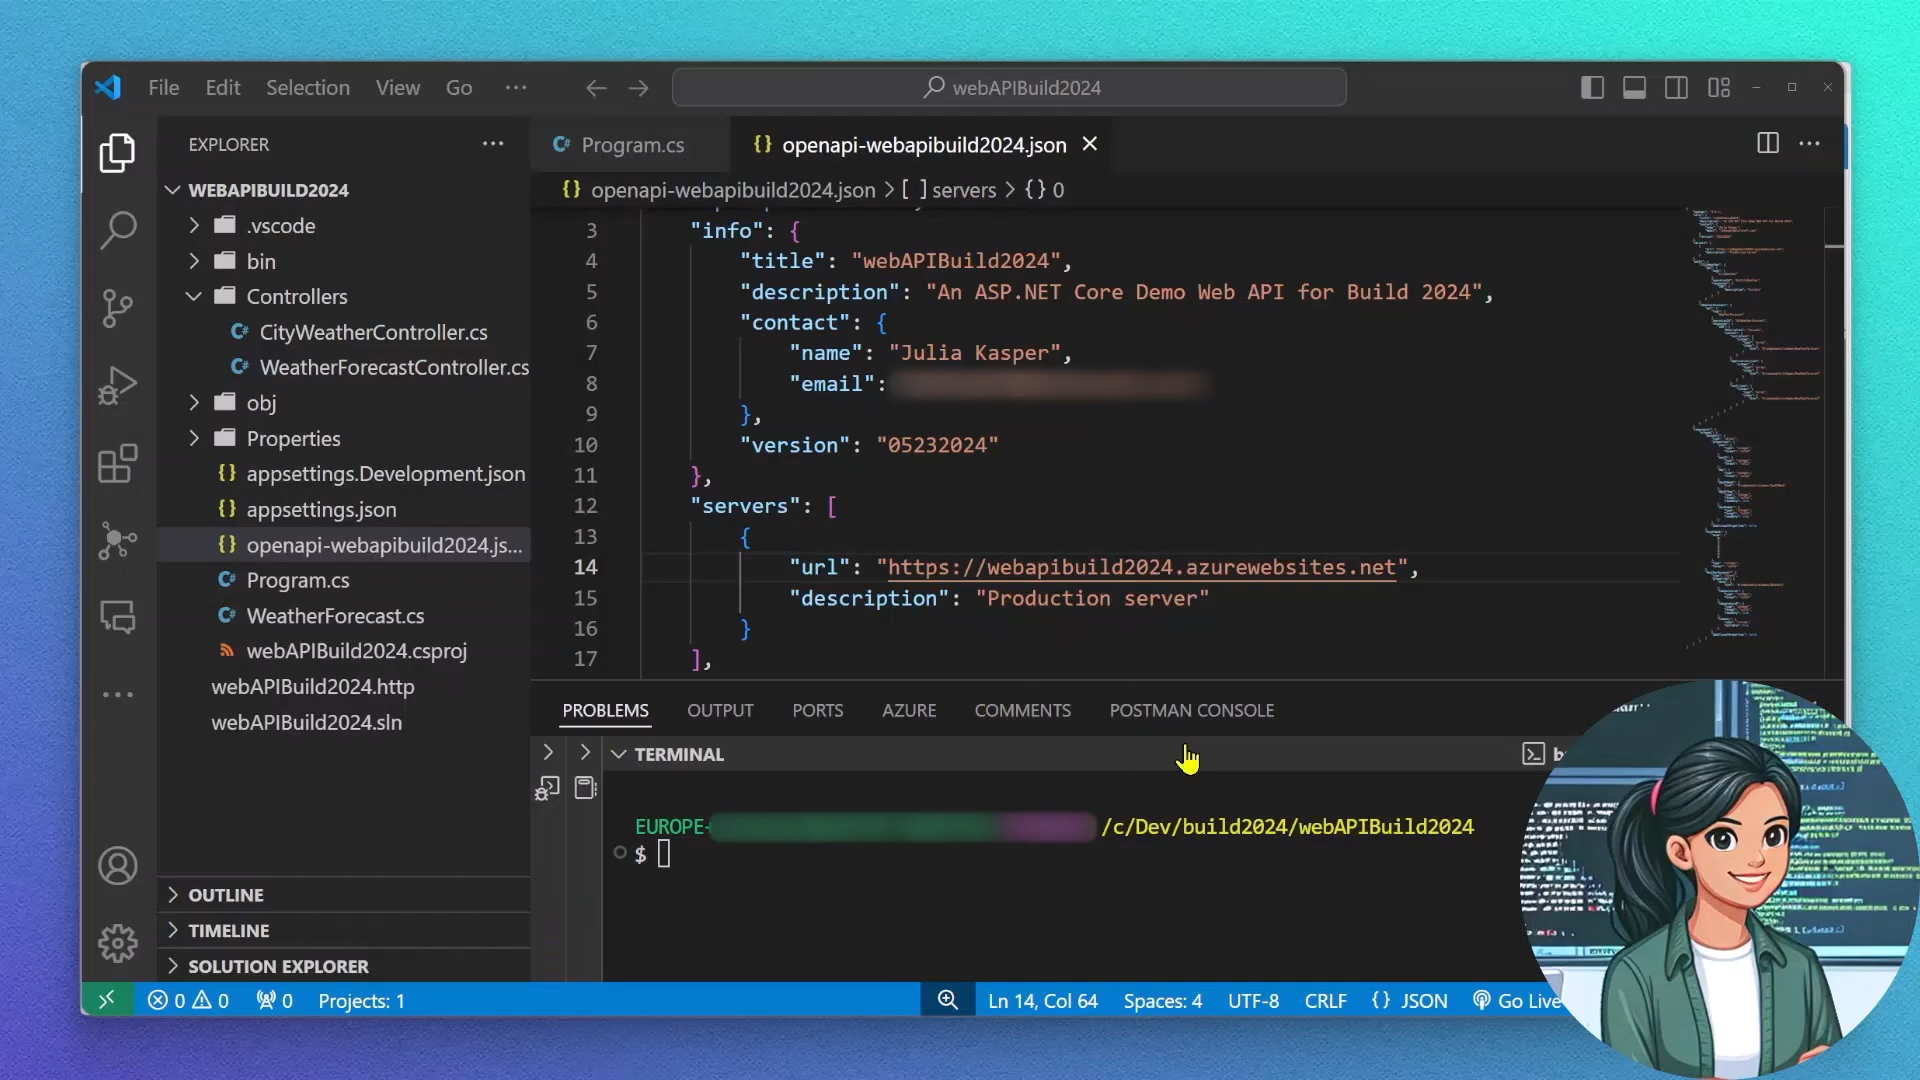 File Edit Selection View Go ··· webAPIBuild2024
EXPLORER ···
WEBAPIBUILD2024
.vscode
bin
Controllers
C# CityWeatherController.cs
C# WeatherForecastController.cs
obj
Properties
{} appsettings.Development.json
{} appsettings.json
{} openapi-webapibuild2024.js...
C# Program.cs
C# WeatherForecast.cs
webAPIBuild2024.csproj
webAPIBuild2024.http
webAPIBuild2024.sln
OUTLINE
TIMELINE
SOLUTION EXPLORER
C# Program.cs {} openapi-webapibuild2024.json
{} openapi-webapibuild2024.json > [ ] servers > {} 0
3 "info": {
4 "title": "webAPIBuild2024",
5 "description": "An ASP.NET Core Demo Web API for Build 2024",
6 "contact": {
7 "name": "Julia Kasper",
8 "email":
9 },
10 "version": "05232024"
11 },
12 "servers": [
13 {
14 "url": "https://webapibuild2024.azurewebsites.net",
15 "description": "Production server"
16 }
17 ],
PROBLEMS OUTPUT PORTS AZURE COMMENTS POSTMAN CONSOLE
TERMINAL
EUROPE- /c/Dev/build2024/webAPIBuild2024
$
0 0 0 Projects: 1 Ln 14, Col 64 Spaces: 4 UTF-8 CRLF {} JSON Go Live